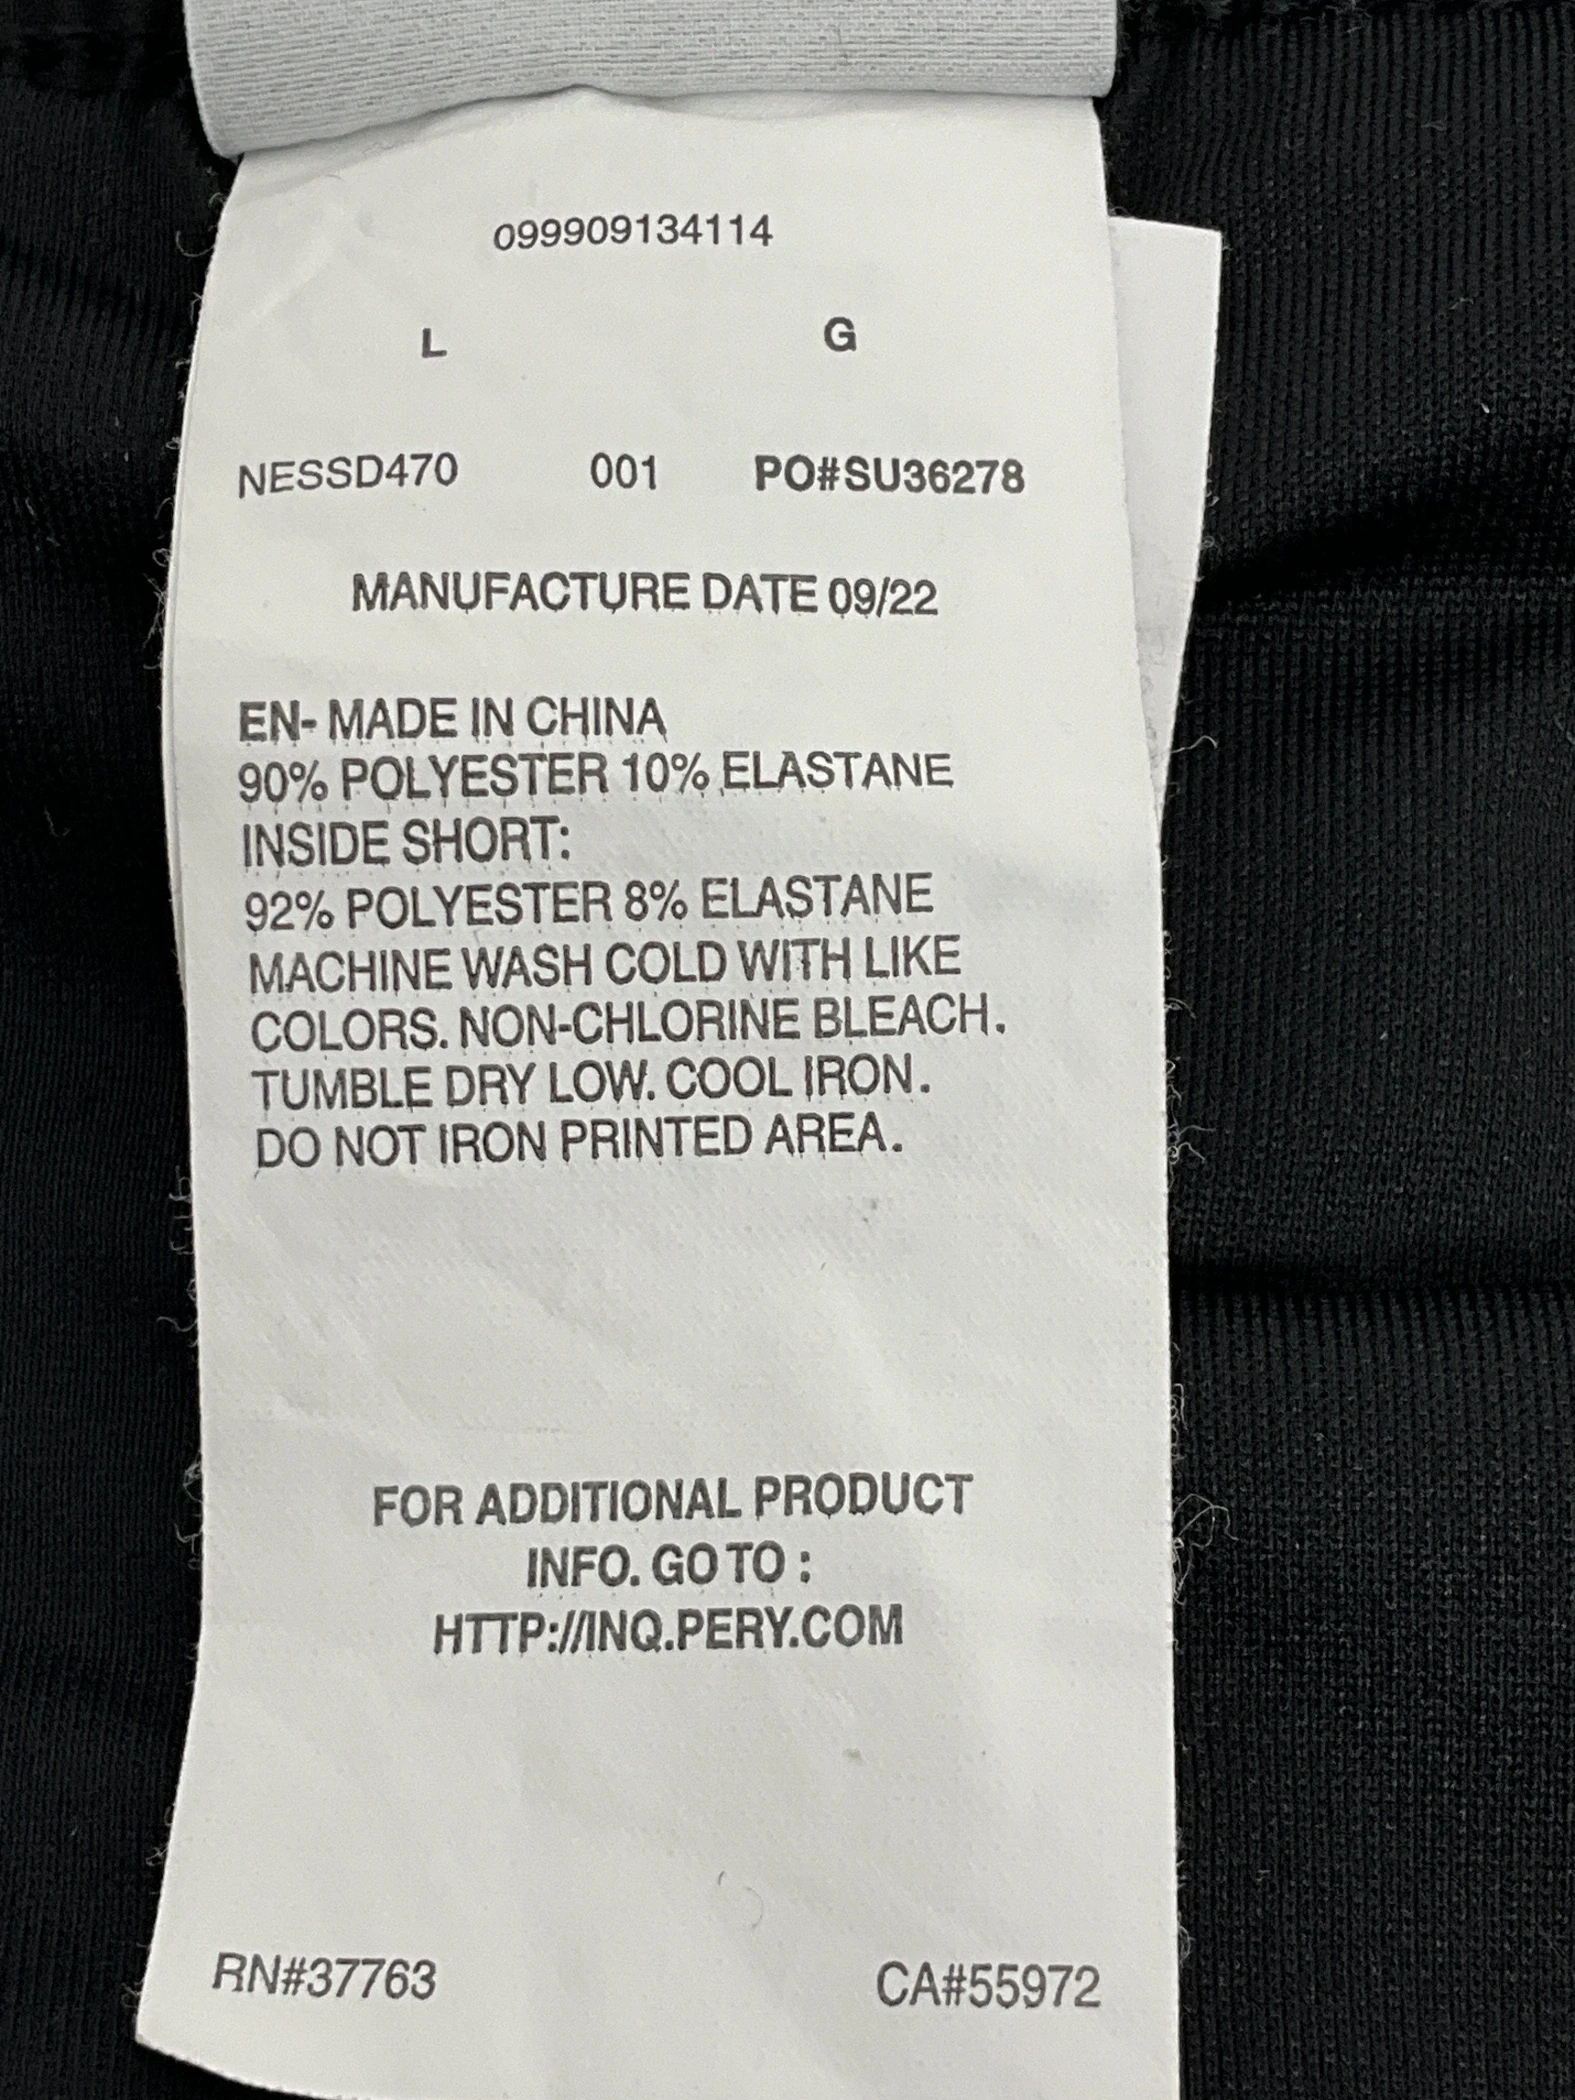 099909134114
L G
NESSD470 001 PO#SU36278
MANUFACTURE DATE 09/22
EN- MADE IN CHINA
90% POLYESTER 10% ELASTANE
INSIDE SHORT:
92% POLYESTER 8% ELASTANE
MACHINE WASH COLD WITH LIKE
COLORS. NON-CHLORINE BLEACH.
TUMBLE DRY LOW. COOL IRON.
DO NOT IRON PRINTED AREA.
FOR ADDITIONAL PRODUCT
INFO. GO TO :
HTTP://INQ.PERY.COM
RN#37763 CA#55972